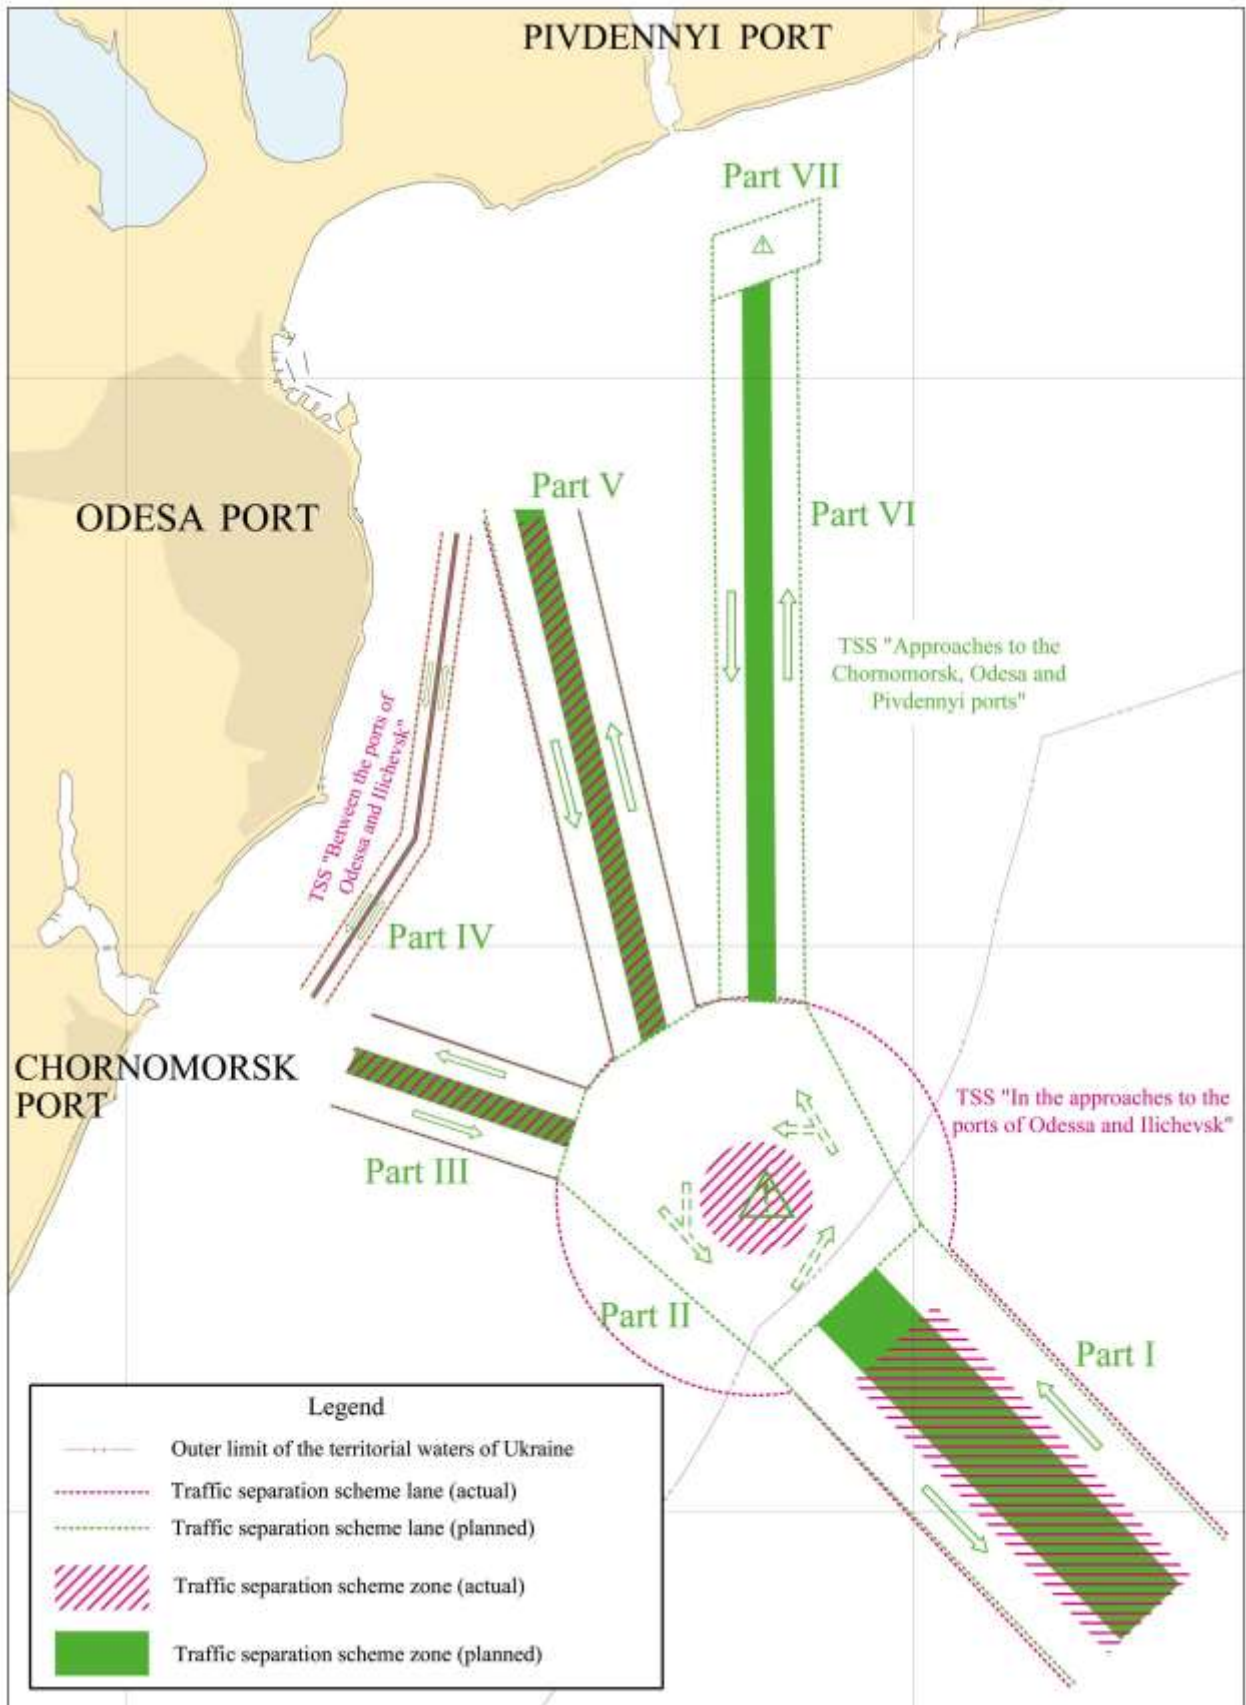 PIVDENNYI PORT
Part VII
Part V
ODESA PORT
Part VI
TSS "Approaches to the
Chornomorsk, Odesa and
Pivdennyi ports"
TSS "Between the ports of
Odessa and Ilichevsk"
Part IV
CHORNOMORSK
PORT
TSS "In the approaches to the
ports of Odessa and Ilichevsk"
Part III
Part II
Part I
Legend
Outer limit of the territorial waters of Ukraine
Traffic separation scheme lane (actual)
Traffic separation scheme lane (planned)
Traffic separation scheme zone (actual)
Traffic separation scheme zone (planned)